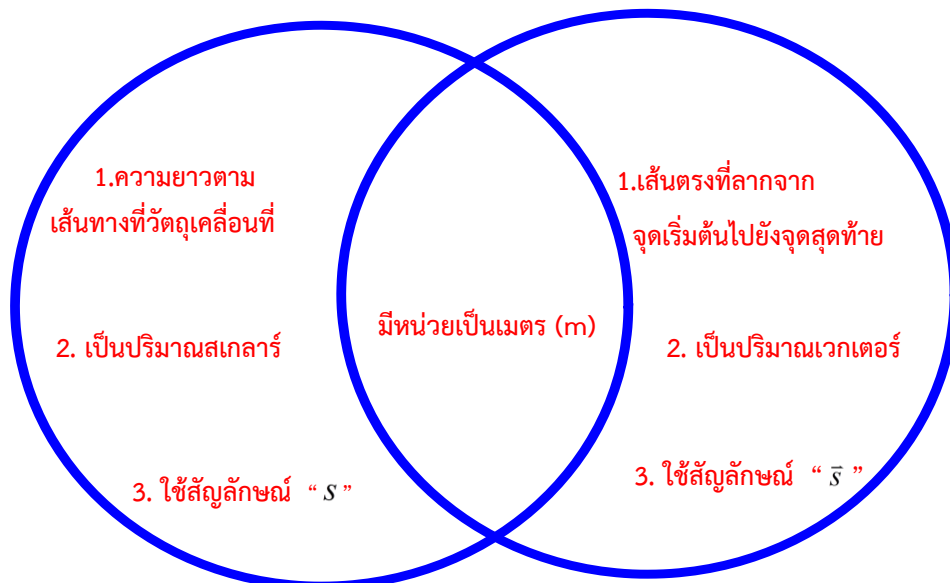 1.ความยาวตาม
เส้นทางที่วัตถุเคลื่อนที่
2. เป็นปริมาณสเกลาร์
3. ใช้สัญลักษณ์ “ S ”
มีหน่วยเป็นเมตร (m)
1.เส้นตรงที่ลากจาก
จุดเริ่มต้นไปยังจุดสุดท้าย
2. เป็นปริมาณเวกเตอร์
3. ใช้สัญลักษณ์ “ s⃗ ”